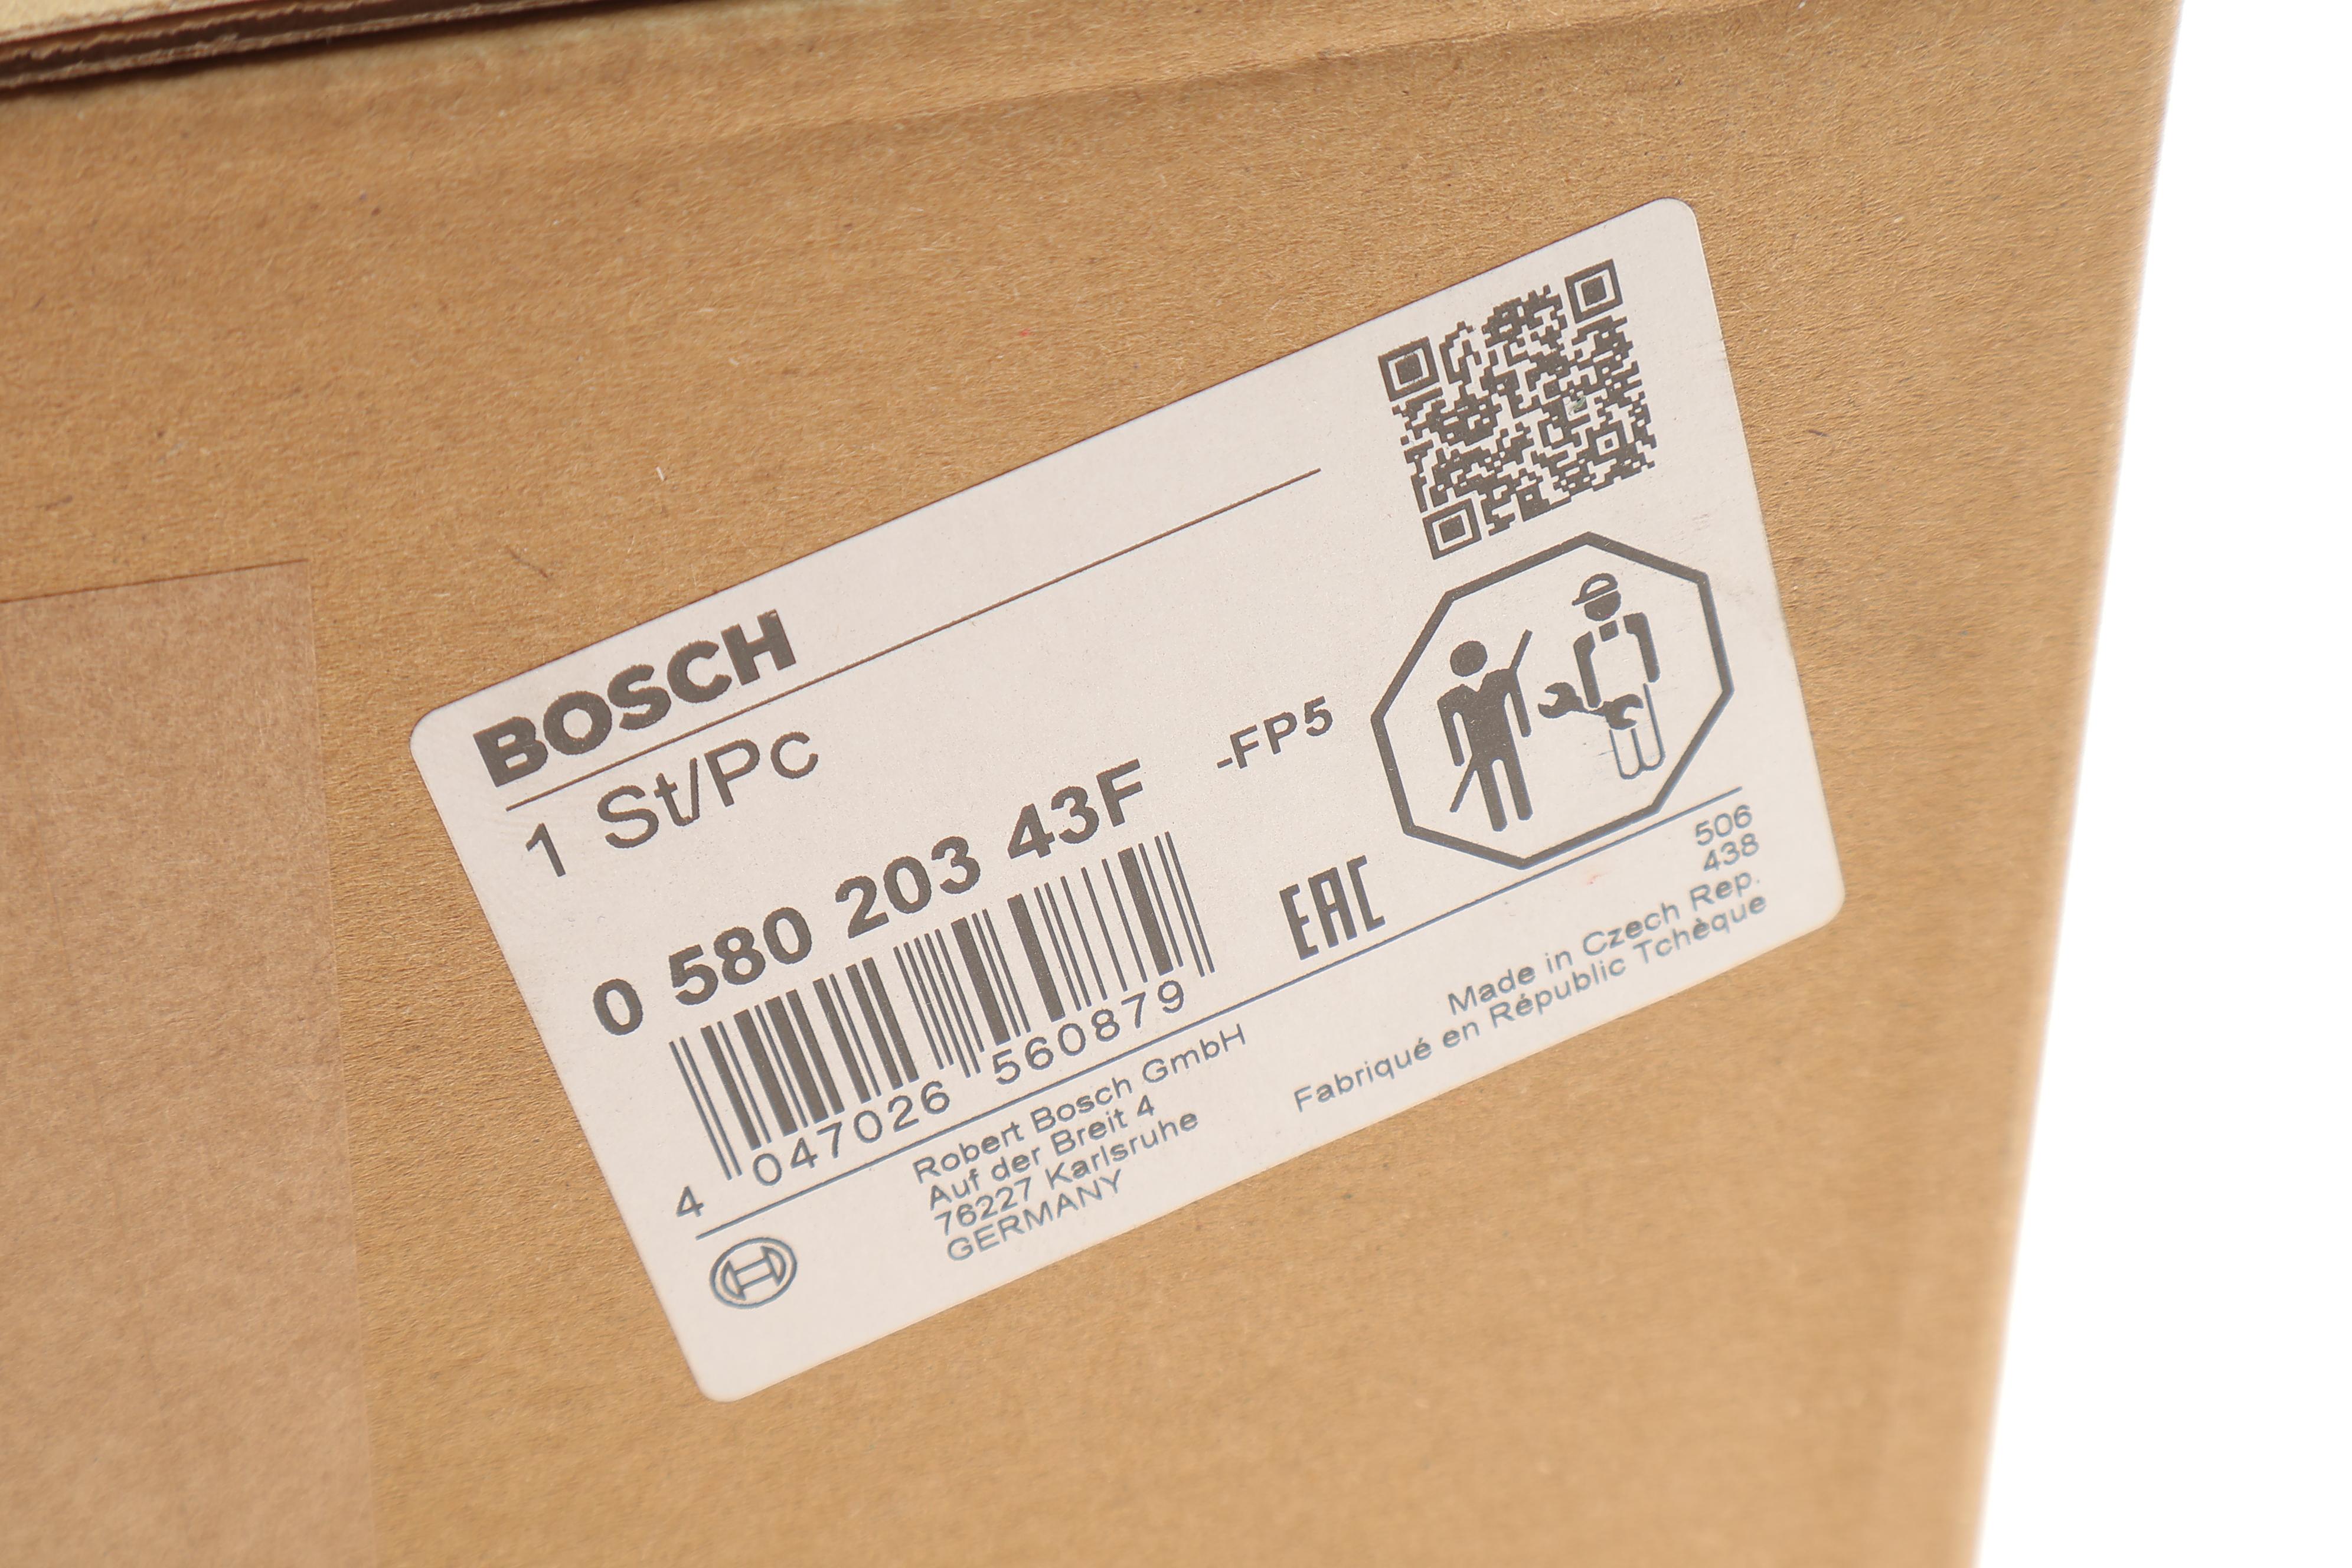 BOSCH
1 St/Pc
0 580 203 43F -FP5
4 047026 560879
EAC
506
438
Robert Bosch GmbH
Auf der Breit 4
76227 Karlsruhe
GERMANY
Made in Czech Rep.
Fabriqué en Républic Tchèque